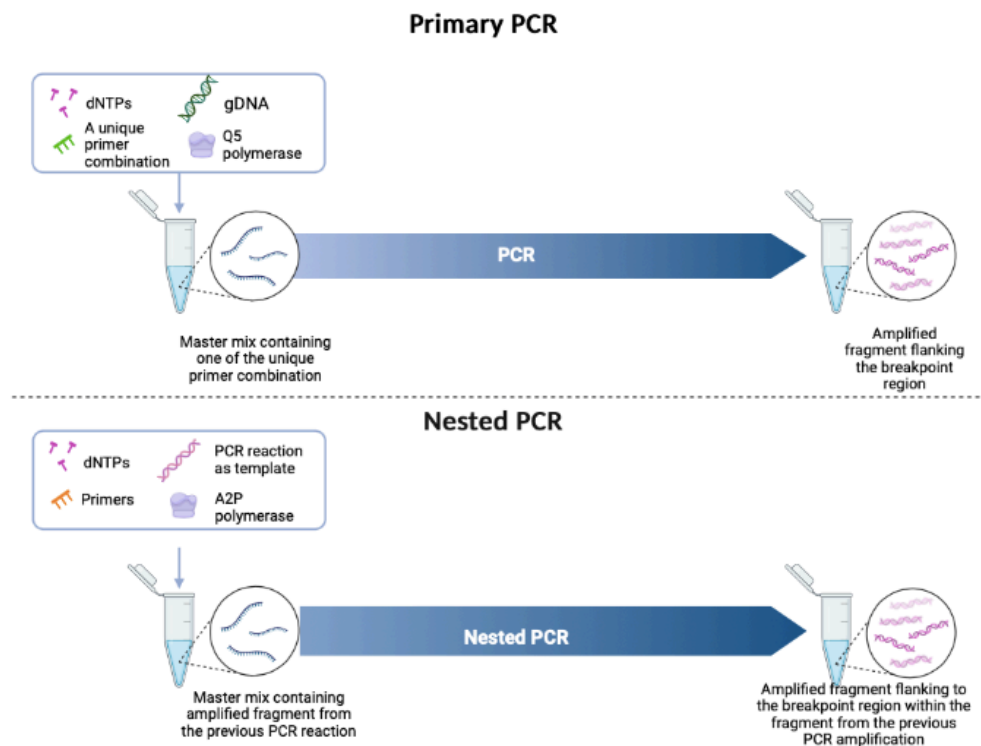 Primary PCR
dNTPs
gDNA
A unique
primer
combination
Q5
polymerase
PCR
Master mix containing
one of the unique
primer combination
Amplified
fragment flanking
the breakpoint
region
Nested PCR
dNTPs
PCR reaction
as template
Primers
A2P
polymerase
Nested PCR
Master mix containing
amplified fragment from
the previous PCR reaction
Amplified fragment flanking to
the breakpoint region within the
fragment from the previous
PCR amplification